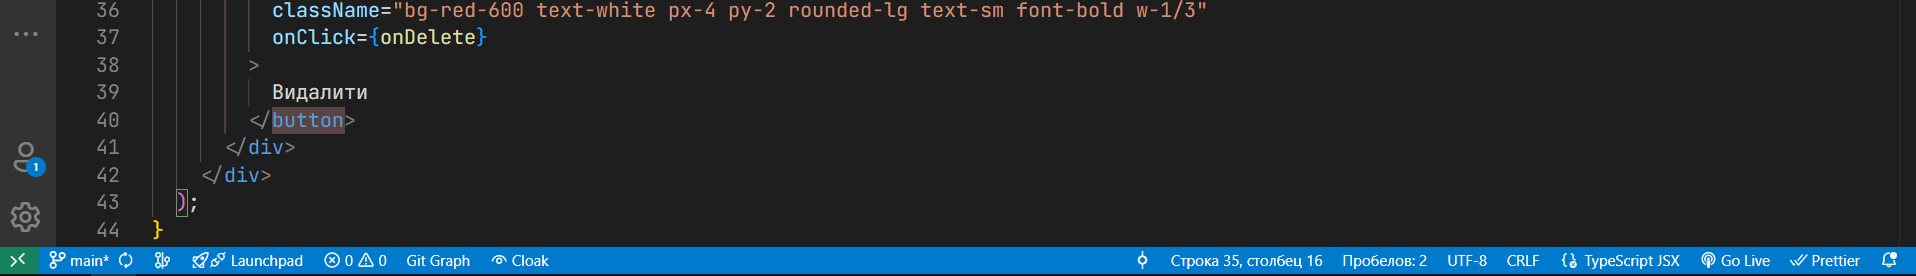 36 className="bg-red-600 text-white px-4 py-2 rounded-lg text-sm font-bold w-1/3"
37 onClick={onDelete}
38 >
39 Видалити
40 </button>
41 </div>
42 </div>
43 );
44 }
1
main* Launchpad 0 0 Git Graph Cloak Строка 35, столбец 16 Пробелов: 2 UTF-8 CRLF TypeScript JSX Go Live Prettier